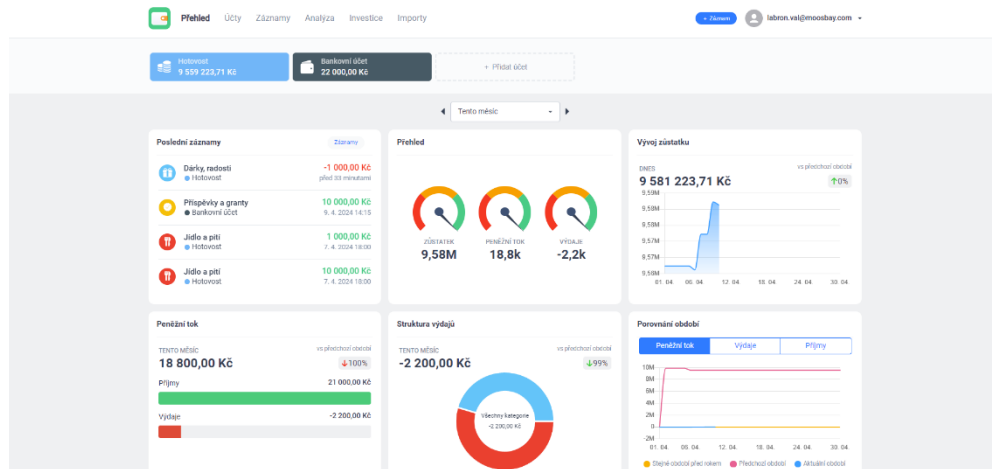 Přehled Účty Záznamy Analýza Investice Importy + Záznam labron.val@moosbay.com
Hotovost
9 559 223,71 Kč
Bankovní účet
22 000,00 Kč
+ Přidat účet
Tento měsíc
Poslední záznamy Záznamy
Dárky, radosti -1 000,00 Kč
Hotovost před 33 minutami
Příspěvky a granty 10 000,00 Kč
Bankovní účet 9. 4. 2024 14:15
Jídlo a pití 1 000,00 Kč
Hotovost 7. 4. 2024 18:00
Jídlo a pití 10 000,00 Kč
Hotovost 7. 4. 2024 18:00
Přehled
ZŮSTATEK PENĚŽNÍ TOK VÝDAJE
9,58M 18,8k -2,2k
Vývoj zůstatku
DNES vs předchozí období
9 581 223,71 Kč 0%
9,59M
9,58M
9,58M
9,57M
9,57M
9,56M
01. 04. 06. 04. 12. 04. 18. 04. 24. 04. 30. 04.
Peněžní tok
TENTO MĚSÍC vs předchozí období
18 800,00 Kč 100%
Příjmy 21 000,00 Kč
Výdaje -2 200,00 Kč
Struktura výdajů
TENTO MĚSÍC vs předchozí období
-2 200,00 Kč 99%
Všechny kategorie
-2 200,00 Kč
Porovnání období
Peněžní tok Výdaje Příjmy
10M
8M
6M
4M
2M
0
-2M
01. 04. 06. 04. 12. 04. 18. 04. 24. 04. 30. 04.
Stejné období před rokem Předchozí období Aktuální období